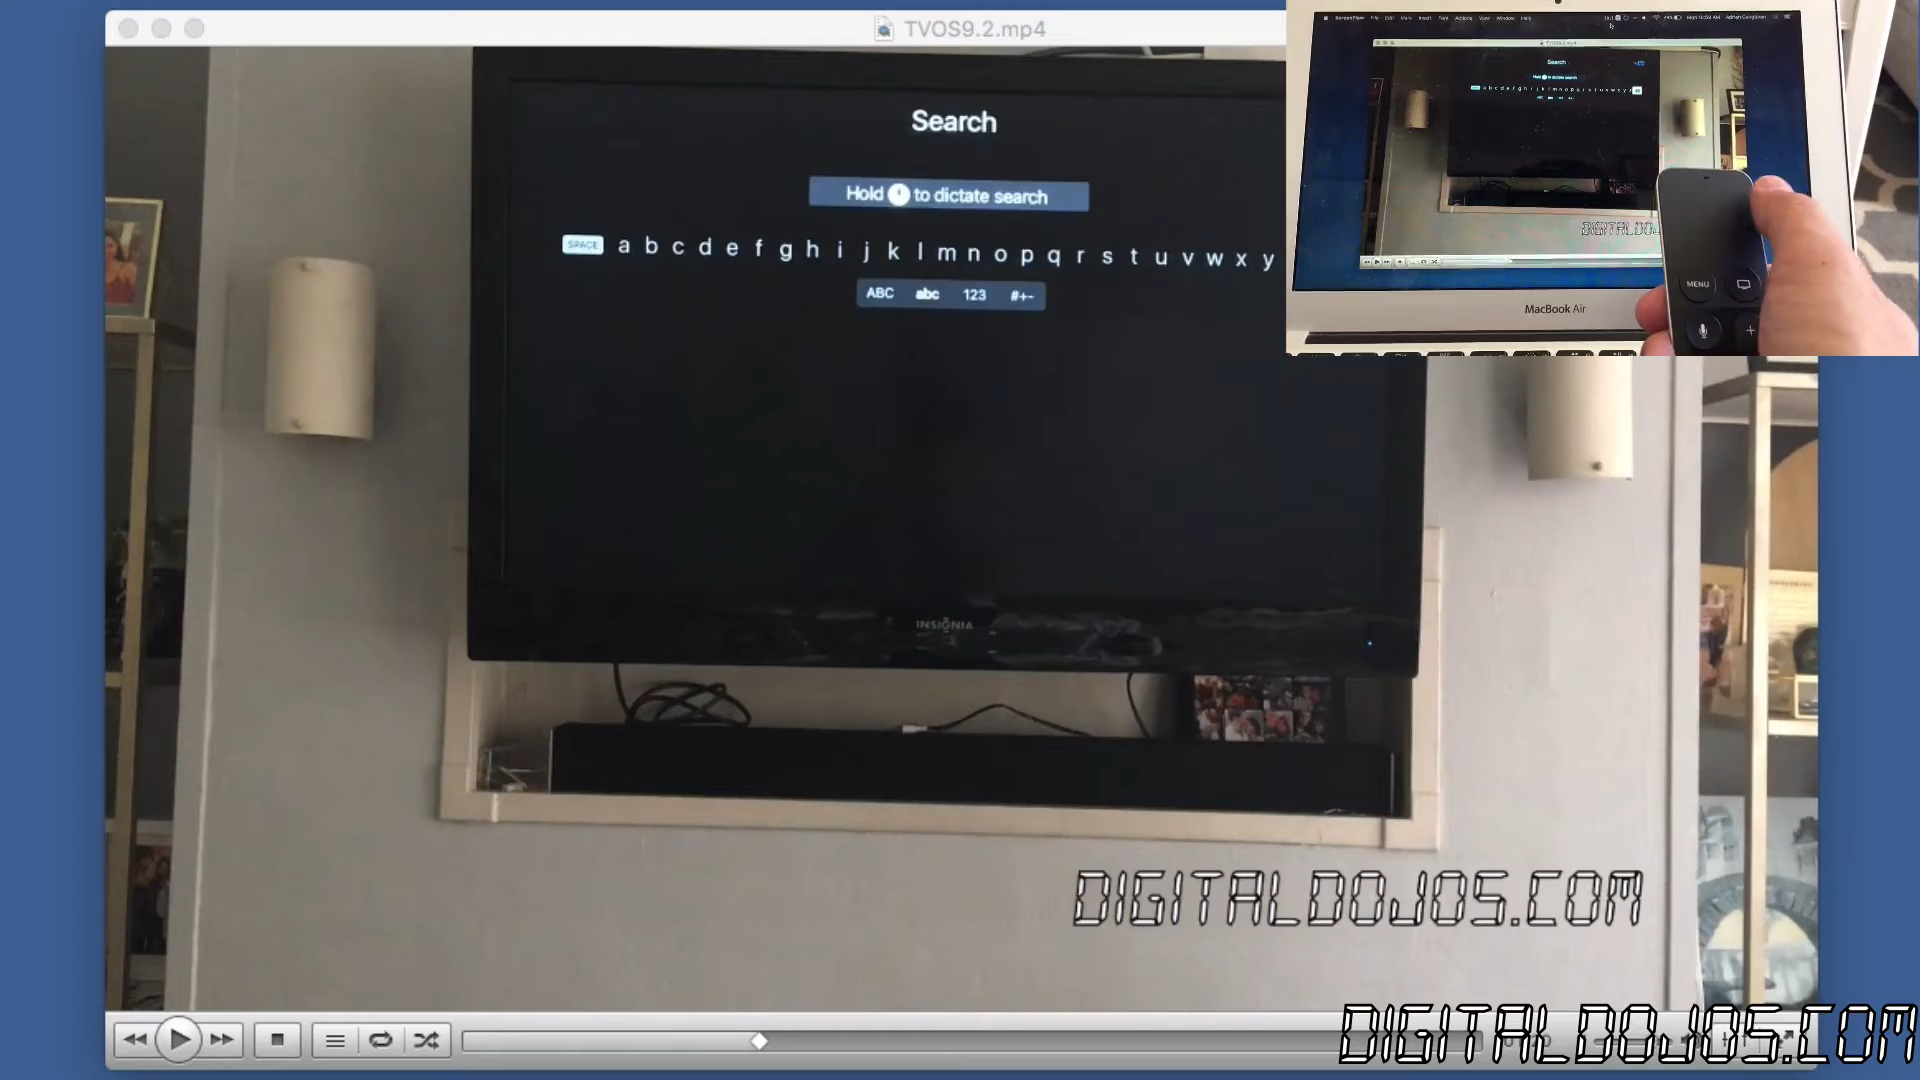 TVOS9.2.mp4
Search
Hold to dictate search
SPACE a b c d e f g h i j k l m n o p q r s t u v w x y
ABC abc 123 #+-
INSIGNIA
Search
MacBook Air
MENU
DIGITALDOJOS.COM
DIGITALDOJOS.COM